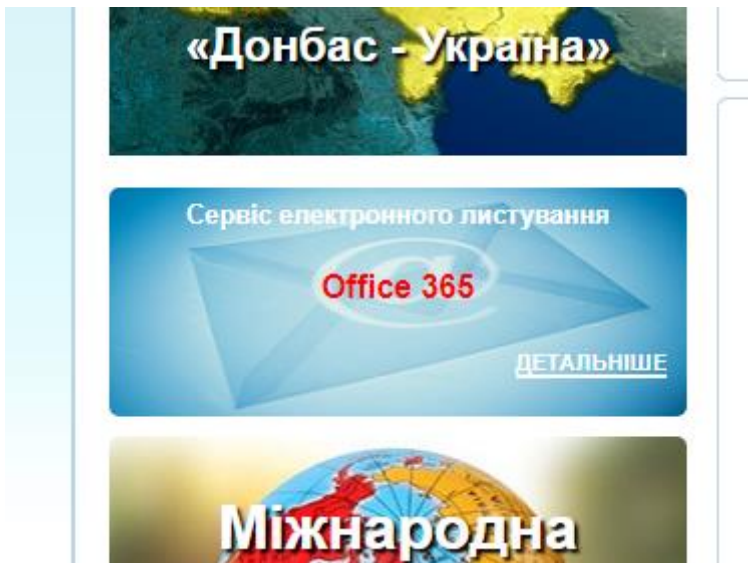 «Донбас - Україна»
Сервіс електронного листування
Office 365
ДЕТАЛЬНІШЕ
Міжнародна